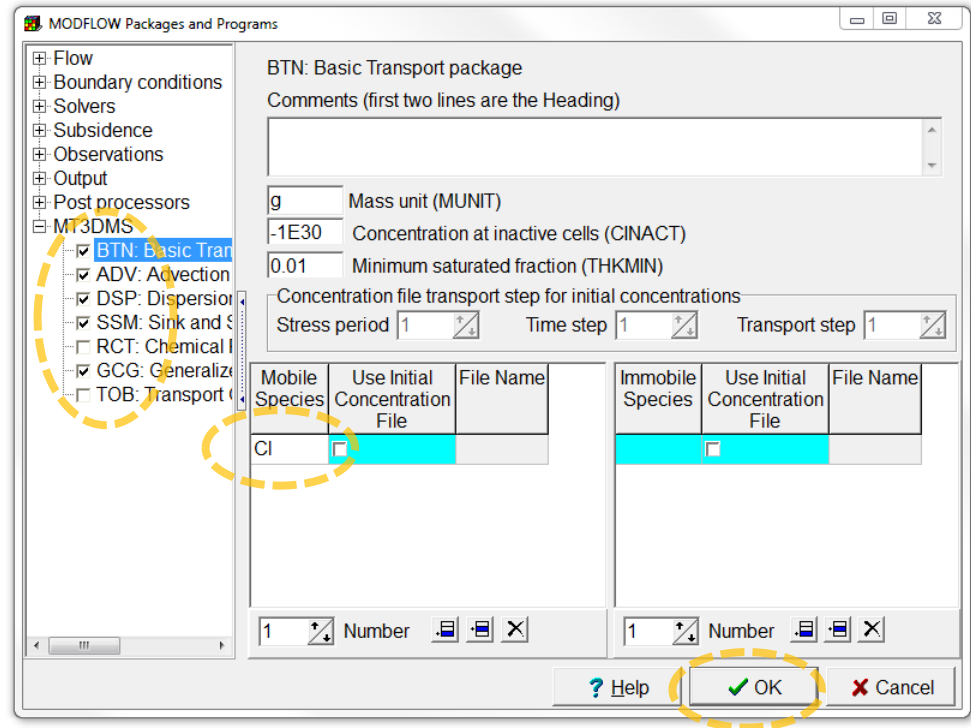 MODFLOW Packages and Programs
Flow
Boundary conditions
Solvers
Subsidence
Observations
Output
Post processors
MT3DMS
BTN: Basic Tran
ADV: Advection
DSP: Dispersion
SSM: Sink and S
RCT: Chemical
GCG: Generalize
TOB: Transport
BTN: Basic Transport package
Comments (first two lines are the Heading)
g Mass unit (MUNIT)
-1E30 Concentration at inactive cells (CINACT)
0.01 Minimum saturated fraction (THKMIN)
Concentration file transport step for initial concentrations
Stress period 1 Time step 1 Transport step 1
Mobile Species Use Initial Concentration File File Name
Cl
1 Number
Immobile Species Use Initial Concentration File File Name
1 Number
? Help OK Cancel